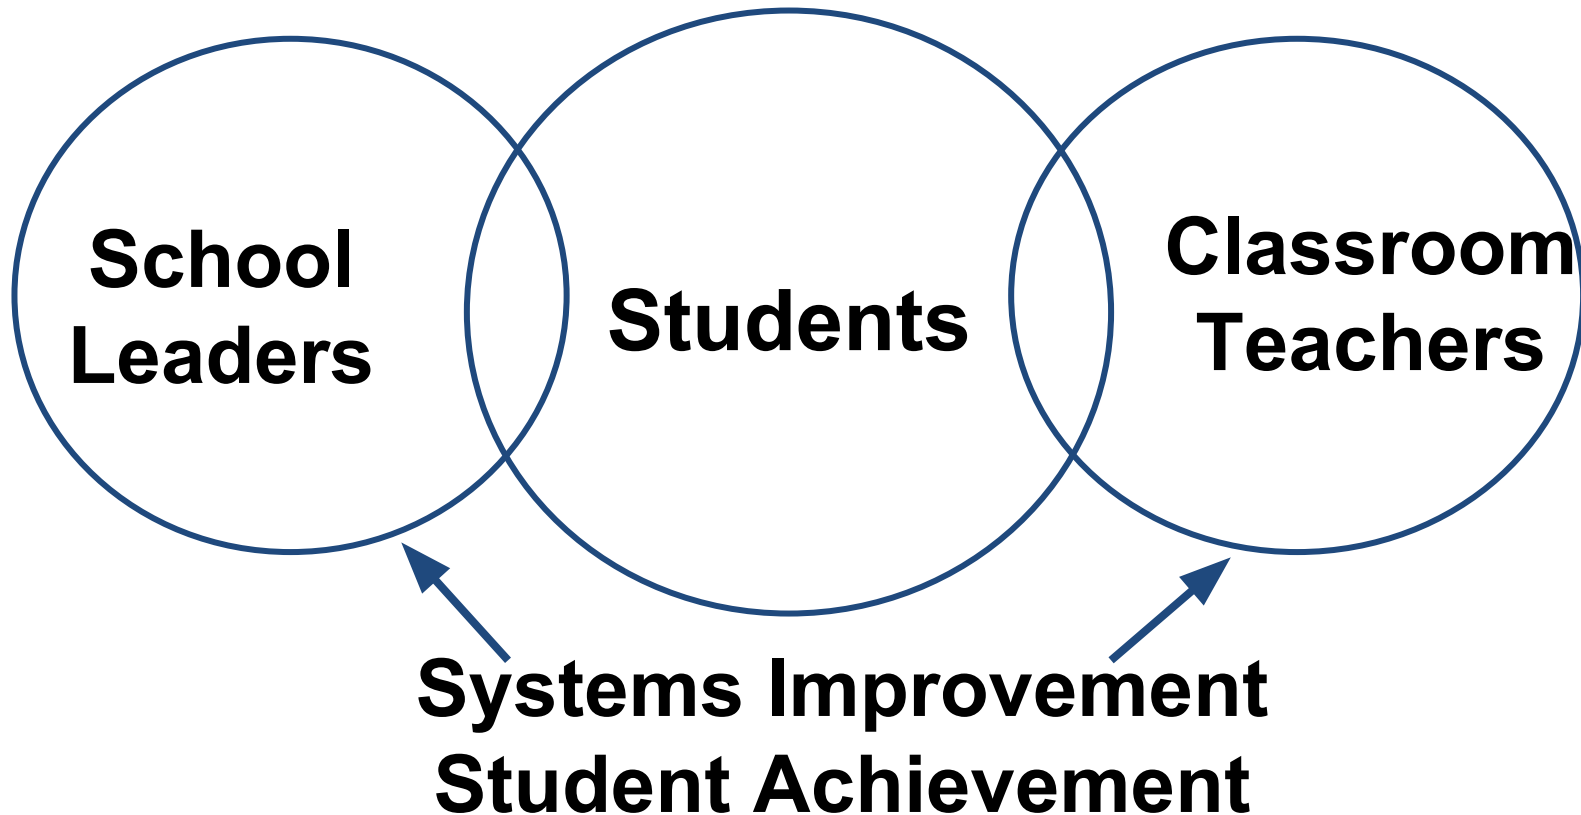 School
Leaders
Students
Classroom
Teachers
Systems Improvement
Student Achievement